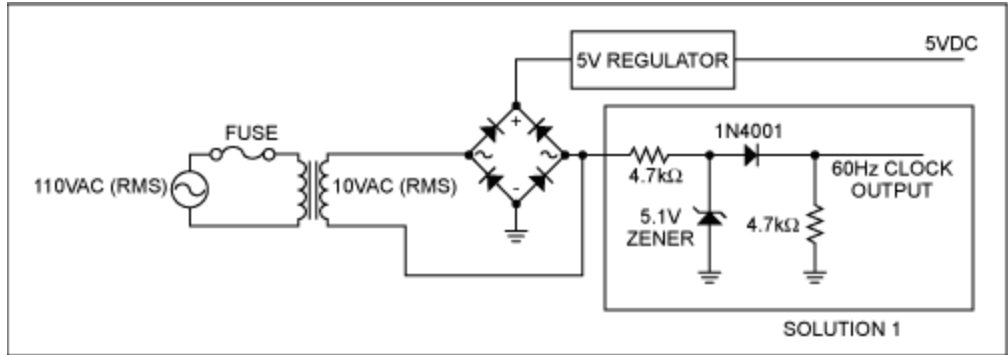 5VDC
5V REGULATOR
FUSE
1N4001
110VAC (RMS)
10VAC (RMS)
+
-
4.7kΩ
60Hz CLOCK
OUTPUT
5.1V
ZENER
4.7kΩ
SOLUTION 1